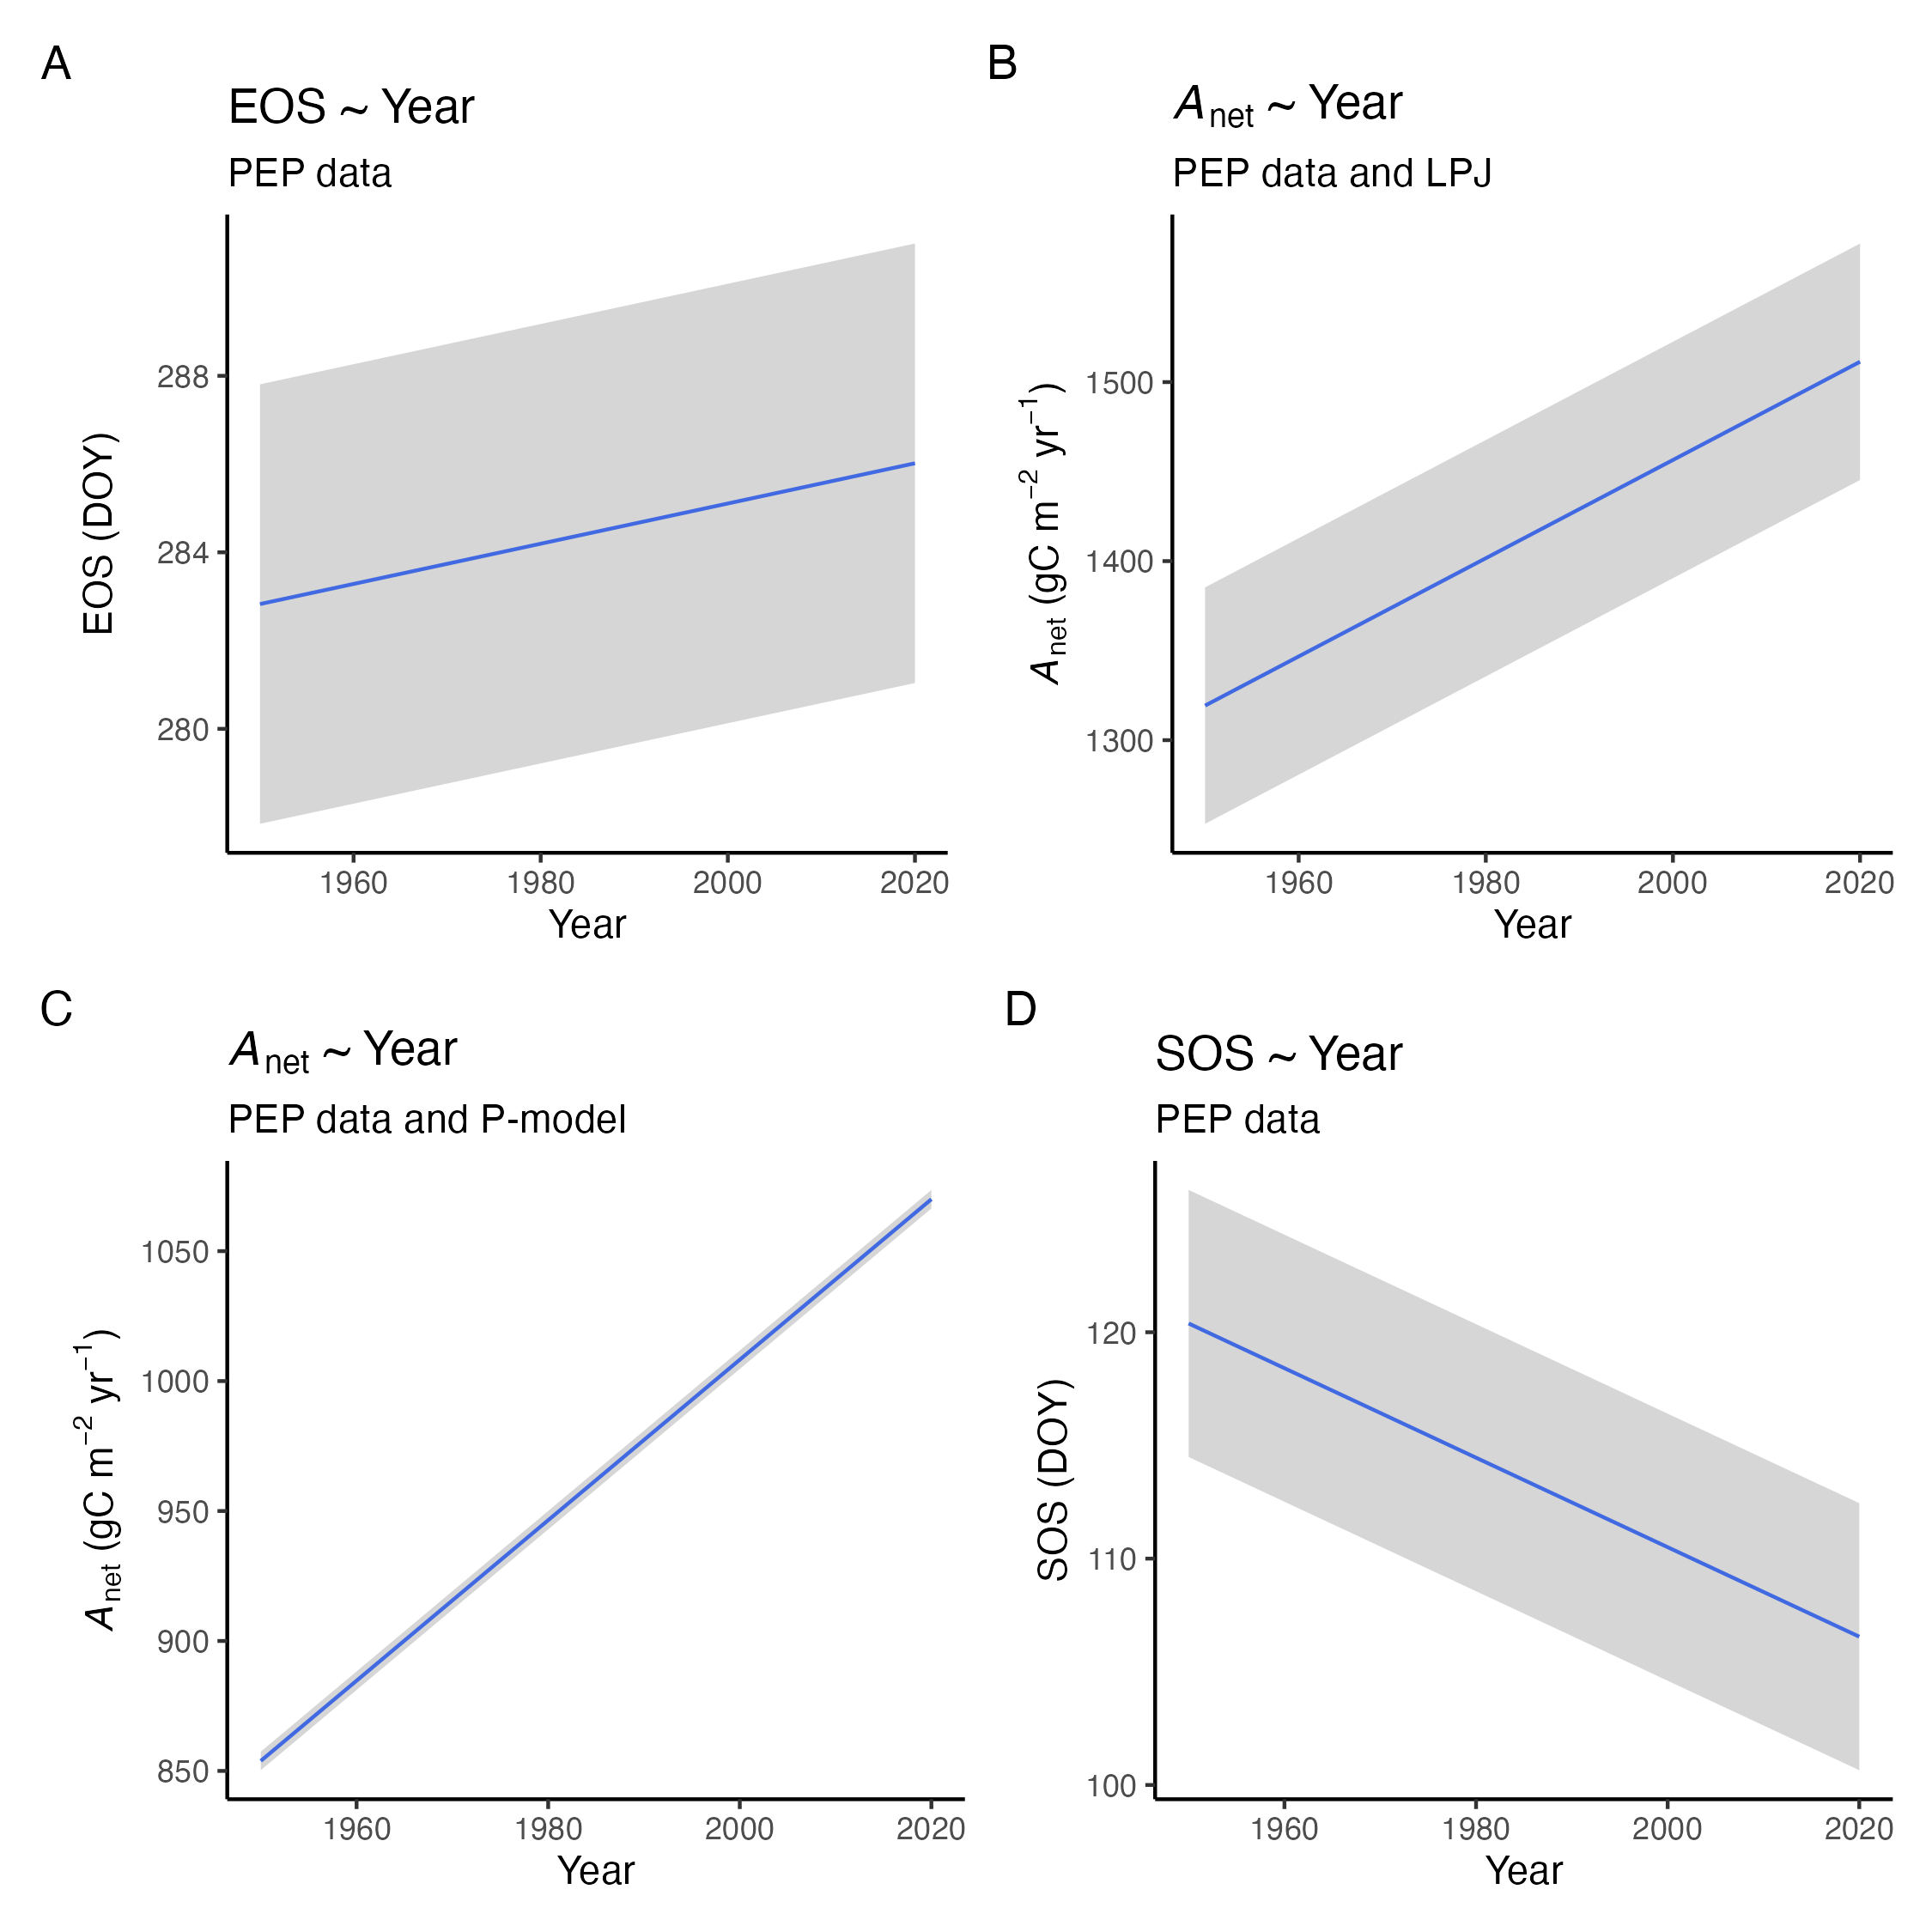 A
EOS ~ Year
PEP data
EOS (DOY)
288
284
280
1960 1980 2000 2020
Year
B
Anet ~ Year
PEP data and LPJ
Anet (gC m−2 yr−1)
1500
1400
1300
1960 1980 2000 2020
Year
C
Anet ~ Year
PEP data and P-model
Anet (gC m−2 yr−1)
1050
1000
950
900
850
1960 1980 2000 2020
Year
D
SOS ~ Year
PEP data
SOS (DOY)
120
110
100
1960 1980 2000 2020
Year